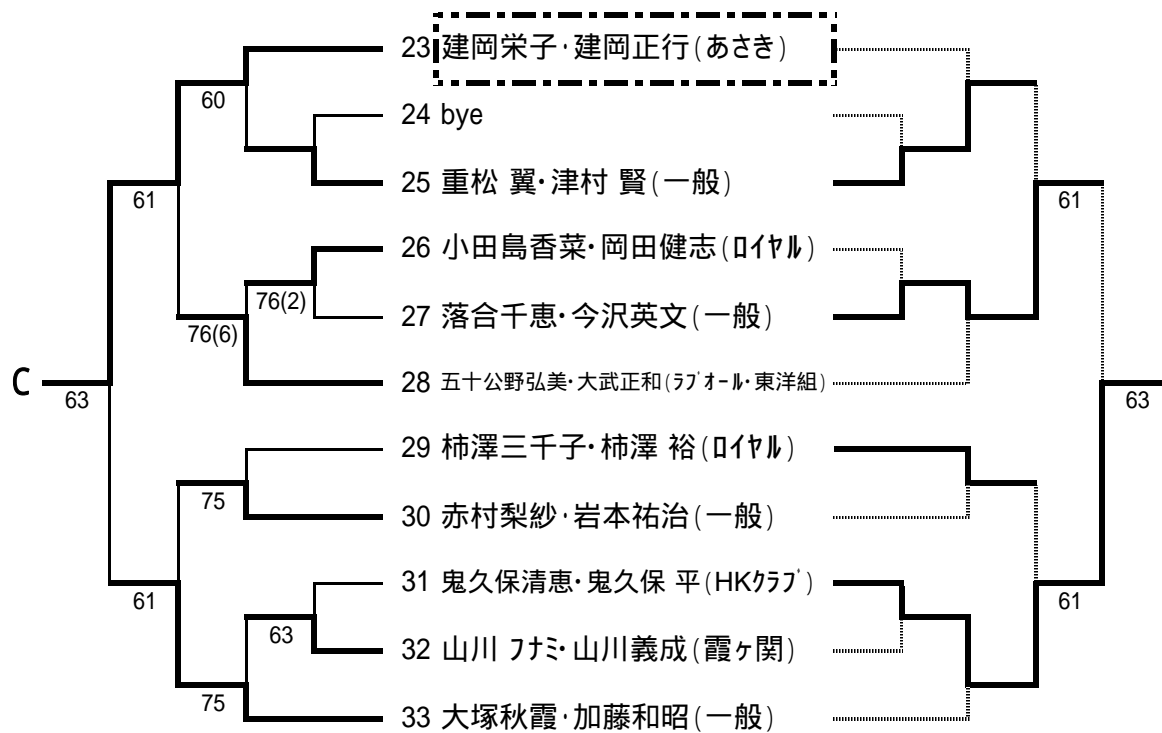 23 建岡栄子・建岡正行(あさき)
60
24 bye
25 重松 翼・津村 賢(一般)
61
61
26 小田島香菜・岡田健志(ﾛｲﾔﾙ)
76(2)
27 落合千恵・今沢英文(一般)
76(6)
28 五十公野弘美・大武正和(ﾗﾌﾞｵｰﾙ・東洋組)
C
63
63
29 柿澤三千子・柿澤 裕(ﾛｲﾔﾙ)
75
30 赤村梨紗・岩本祐治(一般)
31 鬼久保清恵・鬼久保 平(HKｸﾗﾌﾞ)
61
61
63
32 山川 ﾌﾅﾐ・山川義成(霞ヶ関)
75
33 大塚秋霞・加藤和昭(一般)